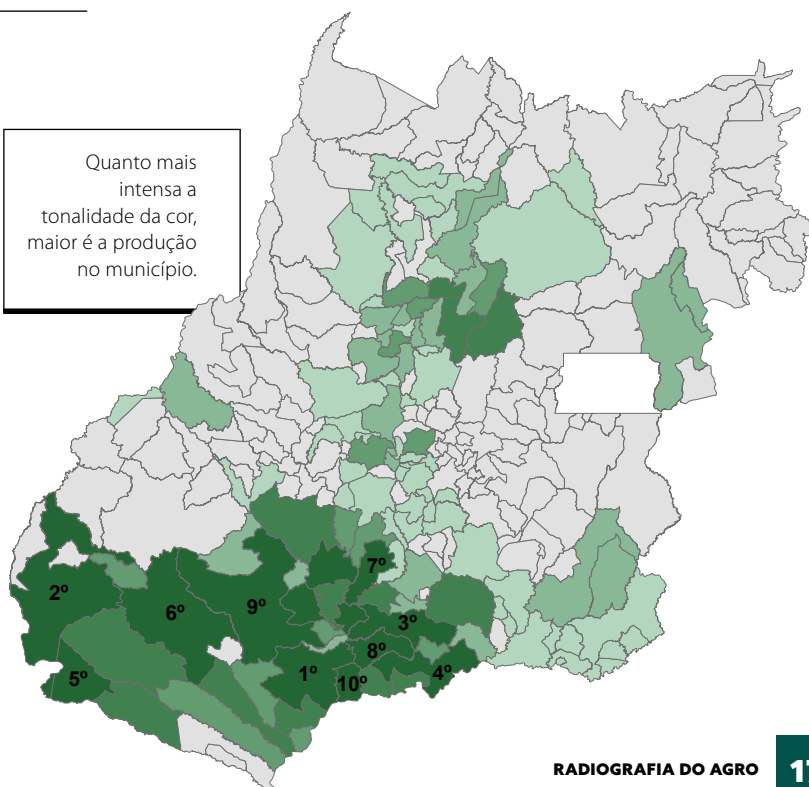 Quanto mais
intensa a
tonalidade da cor,
maior é a produção
no município.
7º
2º
6º
9º
3º
8º
1º
4º
5º
10º
RADIOGRAFIA DO AGRO